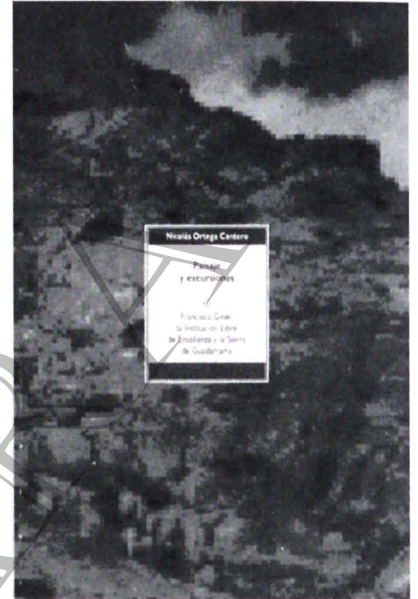 Nicolás Ortega Cantero
Paisaje
y excursiones
Francisco Giner,
la Institución Libre
de Enseñanza y la Sierra
de Guadarrama